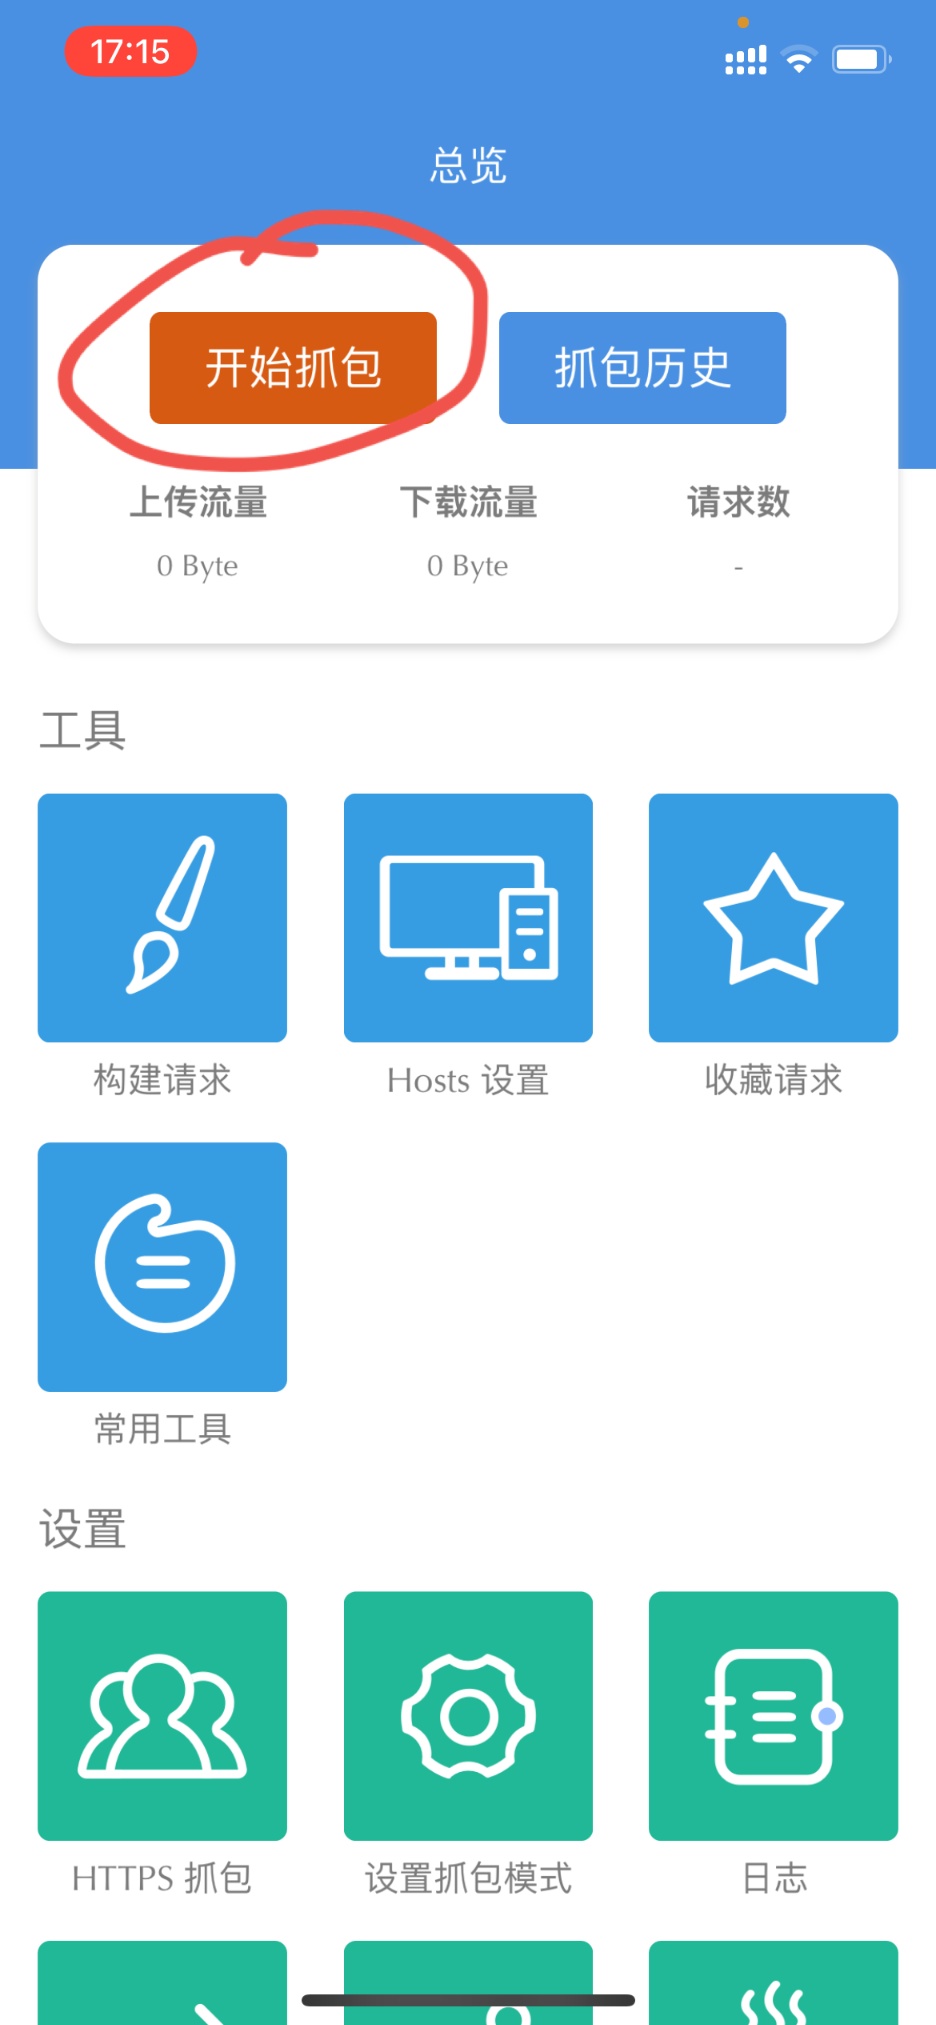 17:15
总览
开始抓包
抓包历史
上传流量 下载流量 请求数
0 Byte 0 Byte -
工具
构建请求 Hosts 设置 收藏请求
常用工具
设置
HTTPS 抓包 设置抓包模式 日志